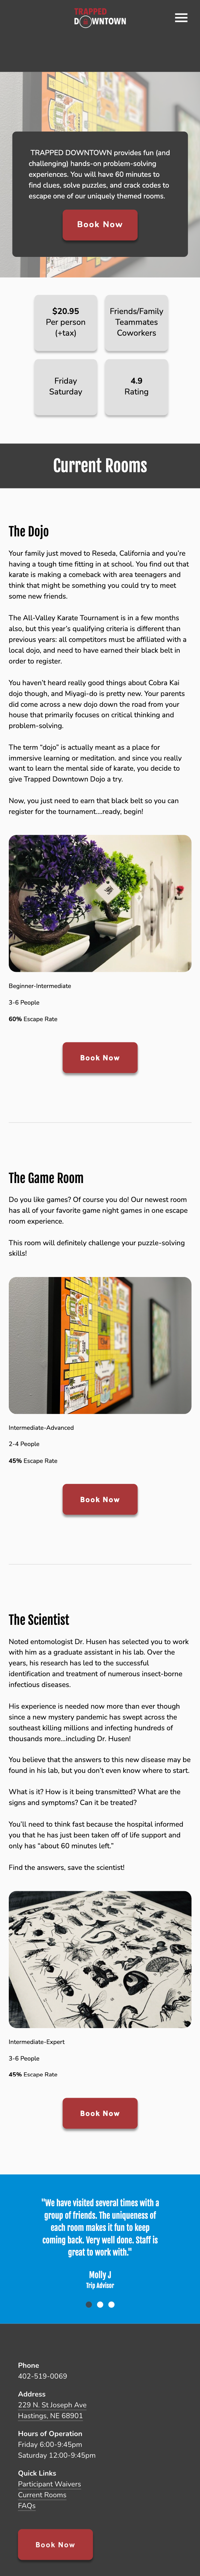 TRAPPED
DOWNTOWN
TRAPPED DOWNTOWN provides fun (and
challenging) hands-on problem-solving
experiences. You will have 60 minutes to
find clues, solve puzzles, and crack codes to
escape one of our uniquely themed rooms.
Book Now
$20.95
Per person
(+tax)
Friends/Family
Teammates
Coworkers
Friday
Saturday
4.9
Rating
Current Rooms
The Dojo
Your family just moved to Reseda, California and you're
having a tough time fitting in at school. You find out that
karate is making a comeback with area teenagers and
think that might be something you could try to meet
some new friends.
The All-Valley Karate Tournament is in a few months
also, but this year's qualifying criteria is different than
previous years: all competitors must be affiliated with a
local dojo, and need to have earned their black belt in
order to register.
You haven't heard really good things about Cobra Kai
dojo though, and Miyagi-do is pretty new. Your parents
did come across a new dojo down the road from your
house that primarily focuses on critical thinking and
problem-solving.
The term "dojo" is actually meant as a place for
immersive learning or meditation, and since you really
want to learn the mental side of karate, you decide to
give Trapped Downtown Dojo a try.
Now, you just need to earn that black belt so you can
register for the tournament....ready, begin!
Beginner-Intermediate
3-6 People
60% Escape Rate
Book Now
The Game Room
Do you like games? Of course you do! Our newest room
has all of your favorite game night games in one escape
room experience.
This room will definitely challenge your puzzle-solving
skills!
Intermediate-Advanced
2-4 People
45% Escape Rate
Book Now
The Scientist
Noted entomologist Dr. Husen has selected you to work
with him as a graduate assistant in his lab. Over the
years, his research has led to the successful
identification and treatment of numerous insect-borne
infectious diseases.
His experience is needed now more than ever though
since a new mystery pandemic has swept across the
southeast killing millions and infecting hundreds of
thousands more...including Dr. Husen!
You believe that the answers to this new disease may be
found in his lab, but you don't even know where to start.
What is it? How is it being transmitted? What are the
signs and symptoms? Can it be treated?
You'll need to think fast because the hospital informed
you that he has just been taken off of life support and
only has "about 60 minutes left."
Find the answers, save the scientist!
Intermediate-Expert
3-6 People
45% Escape Rate
Book Now
"We have visited several times with a
group of friends. The uniqueness of
each room makes it fun to keep
coming back. Very well done. Staff is
great to work with."
Molly J
Trip Advisor
Phone
402-519-0069
Address
229 N. St Joseph Ave
Hastings, NE 68901
Hours of Operation
Friday 6:00-9:45pm
Saturday 12:00-9:45pm
Quick Links
Participant Waivers
Current Rooms
FAQs
Book Now